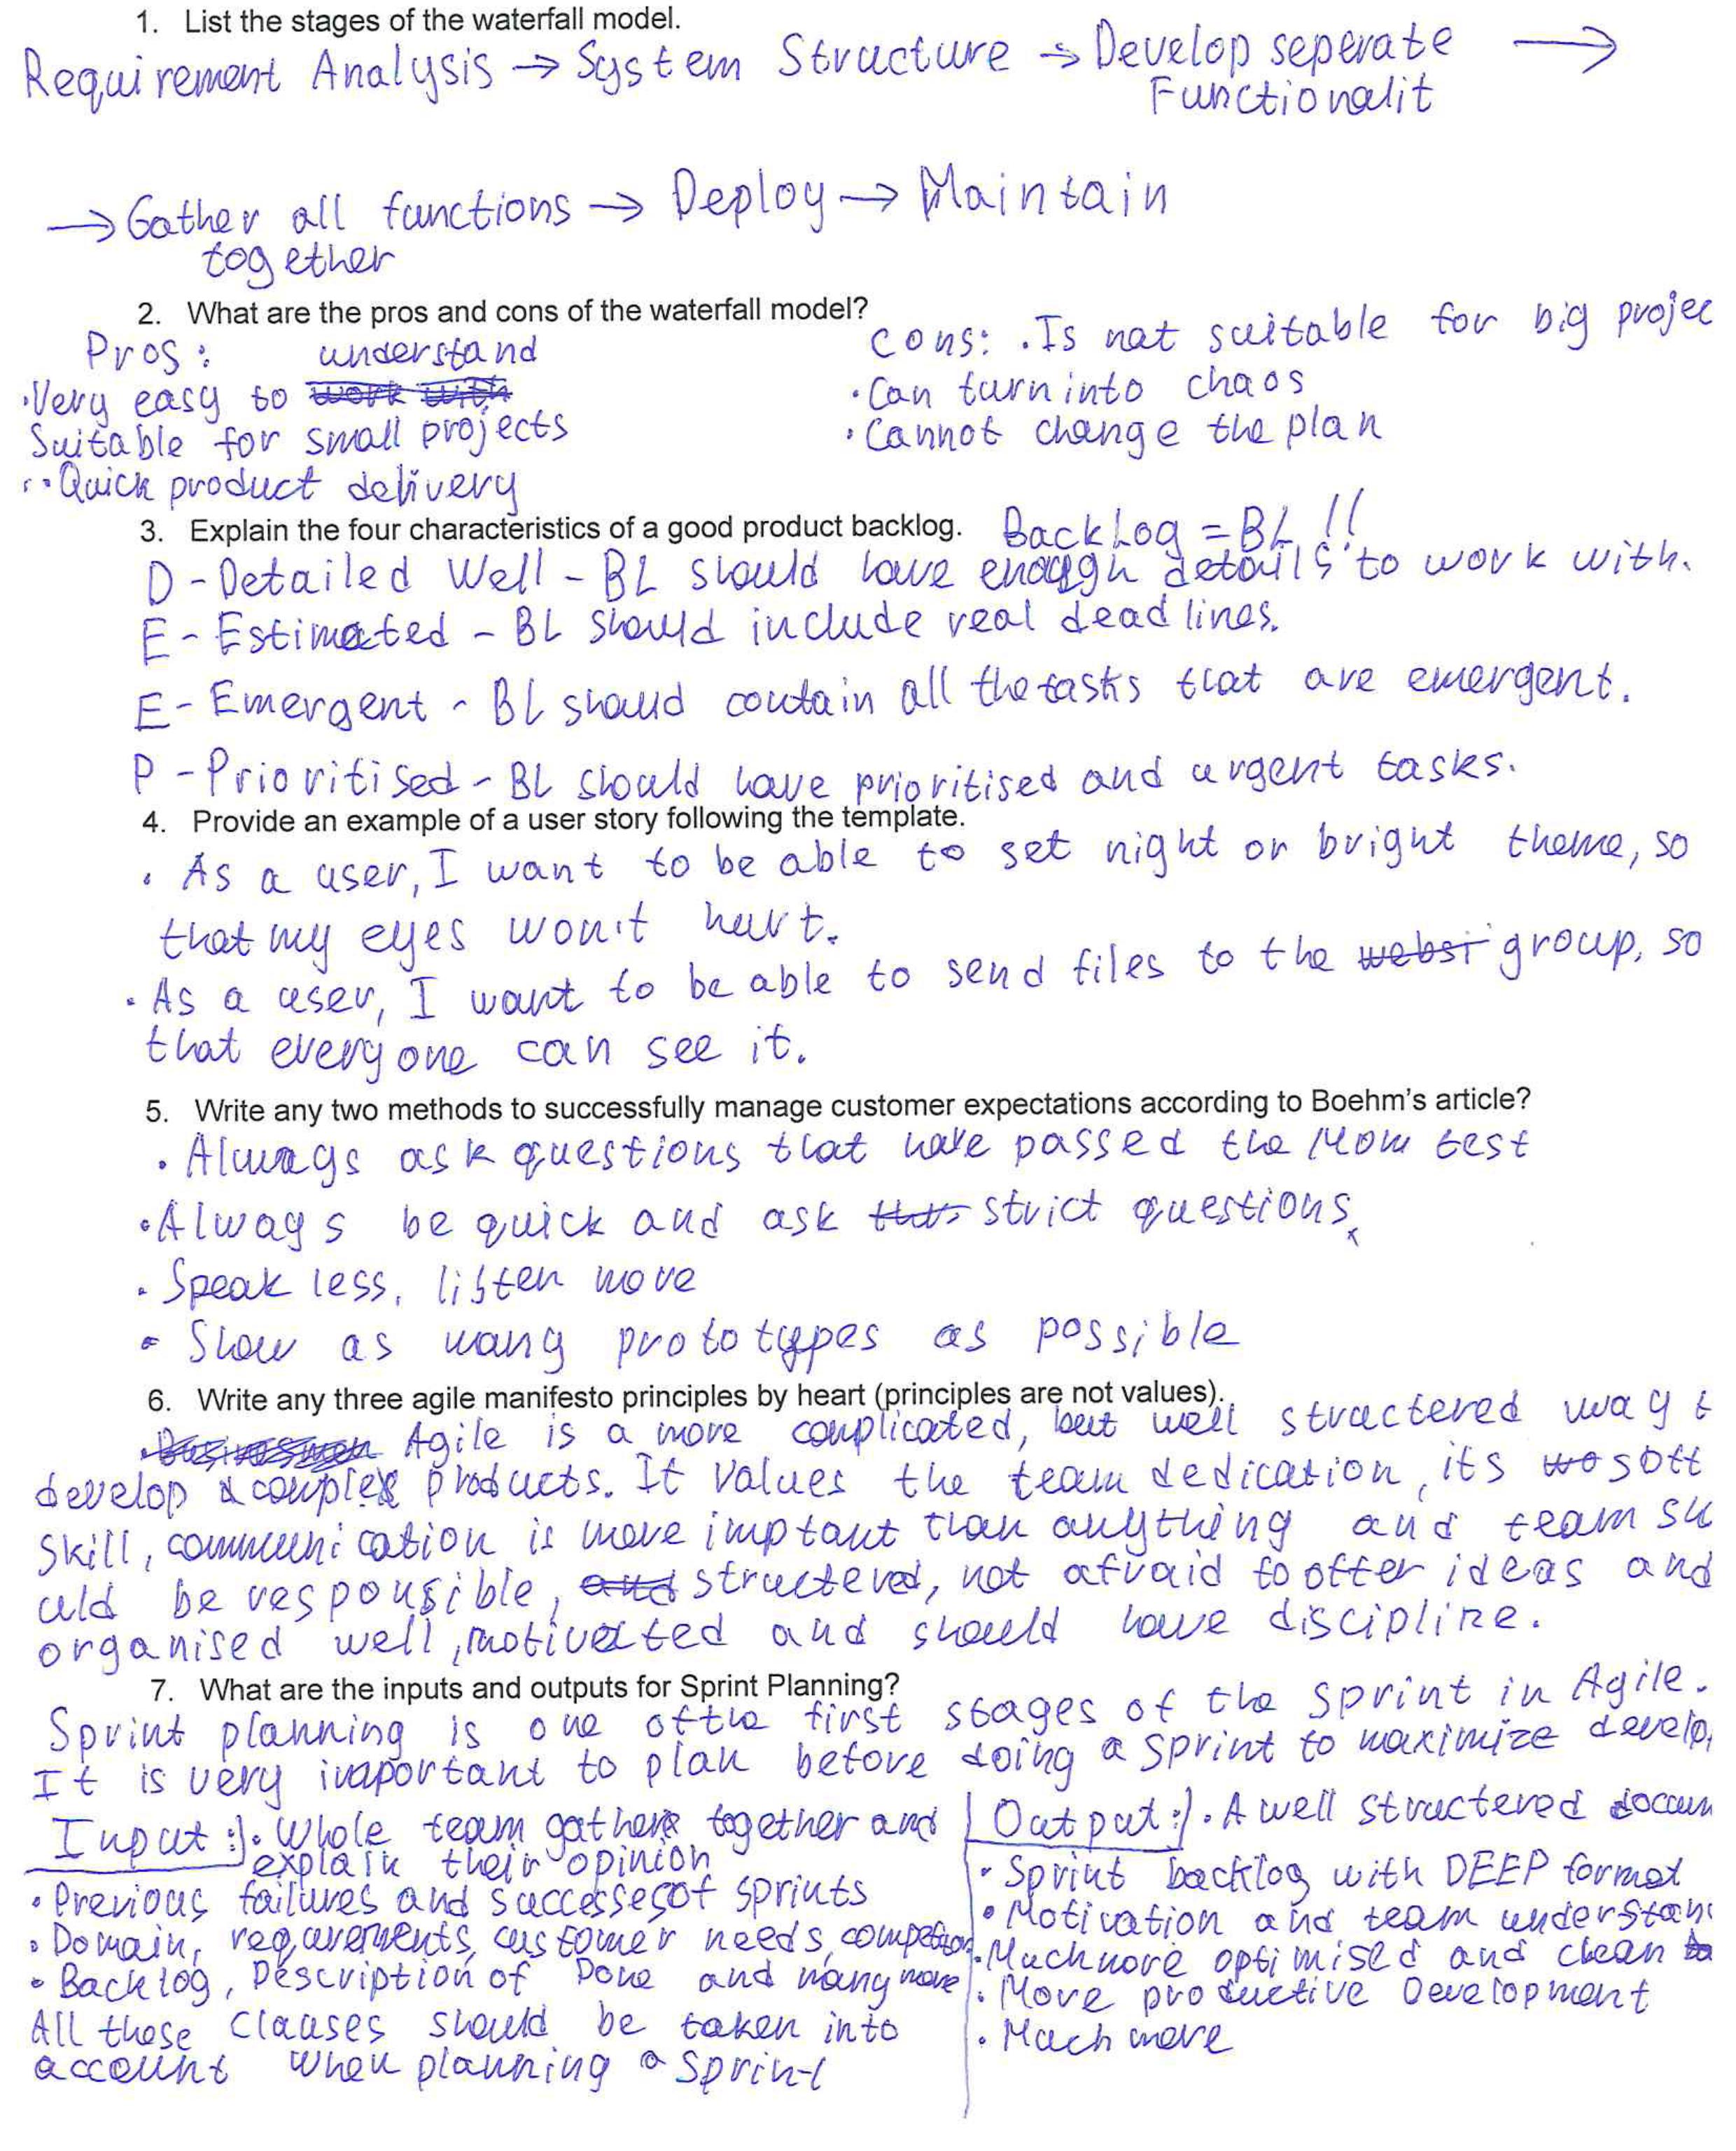 1. List the stages of the waterfall model.
Requirement Analysis → System Structure → Develop seperate →
Functionalit
→ Gather all functions → Deploy → Maintain
together
2. What are the pros and cons of the waterfall model?
Pros: understand
·Very easy to work with
Suitable for small projects
·Quick product delivery
Cons: ·Is not suitable for big projec
·Can turn into chaos
·Cannot change the plan
3. Explain the four characteristics of a good product backlog. BackLog = BL !!
D - Detailed Well - BL should have enough details to work with.
E - Estimated - BL should include real deadlines.
E - Emergent - BL should contain all the tasks that are emergent.
P - Prioritised - BL should have prioritised and urgent tasks.
4. Provide an example of a user story following the template.
· As a user, I want to be able to set night or bright theme, so
that my eyes won't hurt.
· As a user, I want to be able to send files to the websi group, so
that everyone can see it.
5. Write any two methods to successfully manage customer expectations according to Boehm's article?
· Always ask questions that have passed the Mom test
·Always be quick and ask strict questions
· Speak less, listen more
· Show as many prototypes as possible
6. Write any three agile manifesto principles by heart (principles are not values).
Agile is a more complicated, but well structered way t
develop complex products. It values the team dedication, its soft
skill, communication is more imptant than anything and team sh
uld be responsible, and structered, not afraid to offer ideas and
organised well, motivated and should have discipline.
7. What are the inputs and outputs for Sprint Planning?
Sprint planning is one of the first stages of the sprint in Agile.
It is very important to plan before doing a sprint to maximize develop
Input:). Whole team gathers together and
explain their opinion
· Previous failures and successes of sprints
· Domain, requirements, customer needs, competition
· Backlog, Description of Done and many more
All these clauses should be taken into
account when planning a Sprint
Output:). A well structered docum
· Sprint backlog with DEEP format
· Motivation and team understan
· Much more optimised and clean
· More productive Development
· Much more